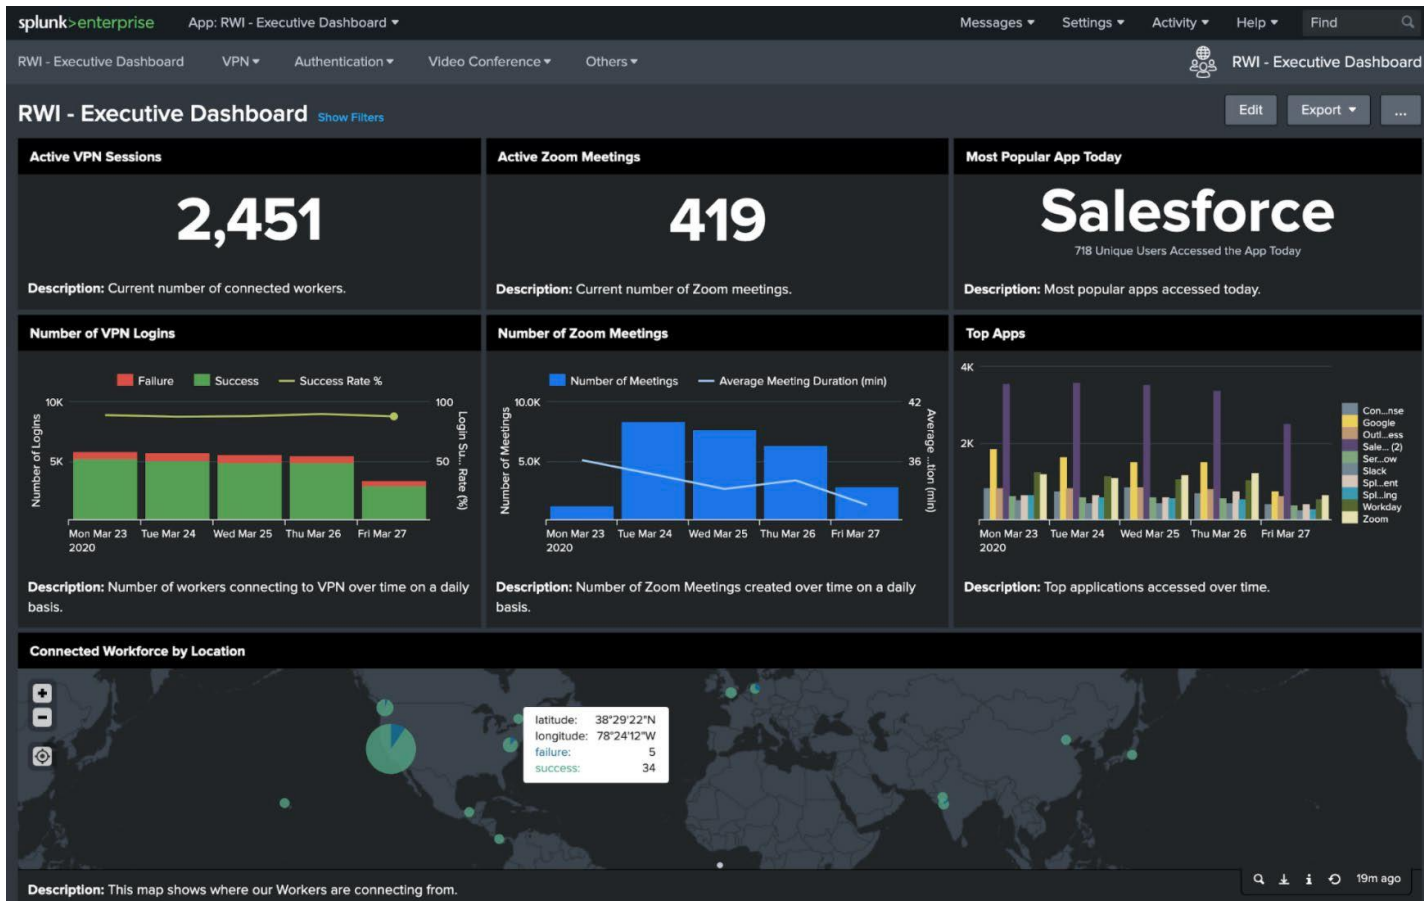 splunk>enterprise App: RWI - Executive Dashboard Messages Settings Activity Help Find
RWI - Executive Dashboard VPN Authentication Video Conference Others RWI - Executive Dashboard
RWI - Executive Dashboard Show Filters Edit Export ...
Active VPN Sessions
2,451
Description: Current number of connected workers.
Active Zoom Meetings
419
Description: Current number of Zoom meetings.
Most Popular App Today
Salesforce
718 Unique Users Accessed the App Today
Description: Most popular apps accessed today.
Number of VPN Logins
Failure Success Success Rate %
10K
5K
Number of Logins
100
50
Login Su... Rate (%)
Mon Mar 23 Tue Mar 24 Wed Mar 25 Thu Mar 26 Fri Mar 27
2020
Description: Number of workers connecting to VPN over time on a daily
basis.
Number of Zoom Meetings
Number of Meetings Average Meeting Duration (min)
10.0K
5.0K
Number of Meetings
42
36
Average ...tion (min)
Mon Mar 23 Tue Mar 24 Wed Mar 25 Thu Mar 26 Fri Mar 27
2020
Description: Number of Zoom Meetings created over time on a daily
basis.
Top Apps
4K
2K
Con...nse
Google
Outl...ess
Sale... (2)
Ser...ow
Slack
Spl...ent
Spl...ing
Workday
Zoom
Mon Mar 23 Tue Mar 24 Wed Mar 25 Thu Mar 26 Fri Mar 27
2020
Description: Top applications accessed over time.
Connected Workforce by Location
latitude: 38°29'22"N
longitude: 78°24'12"W
failure: 5
success: 34
19m ago
Description: This map shows where our Workers are connecting from.